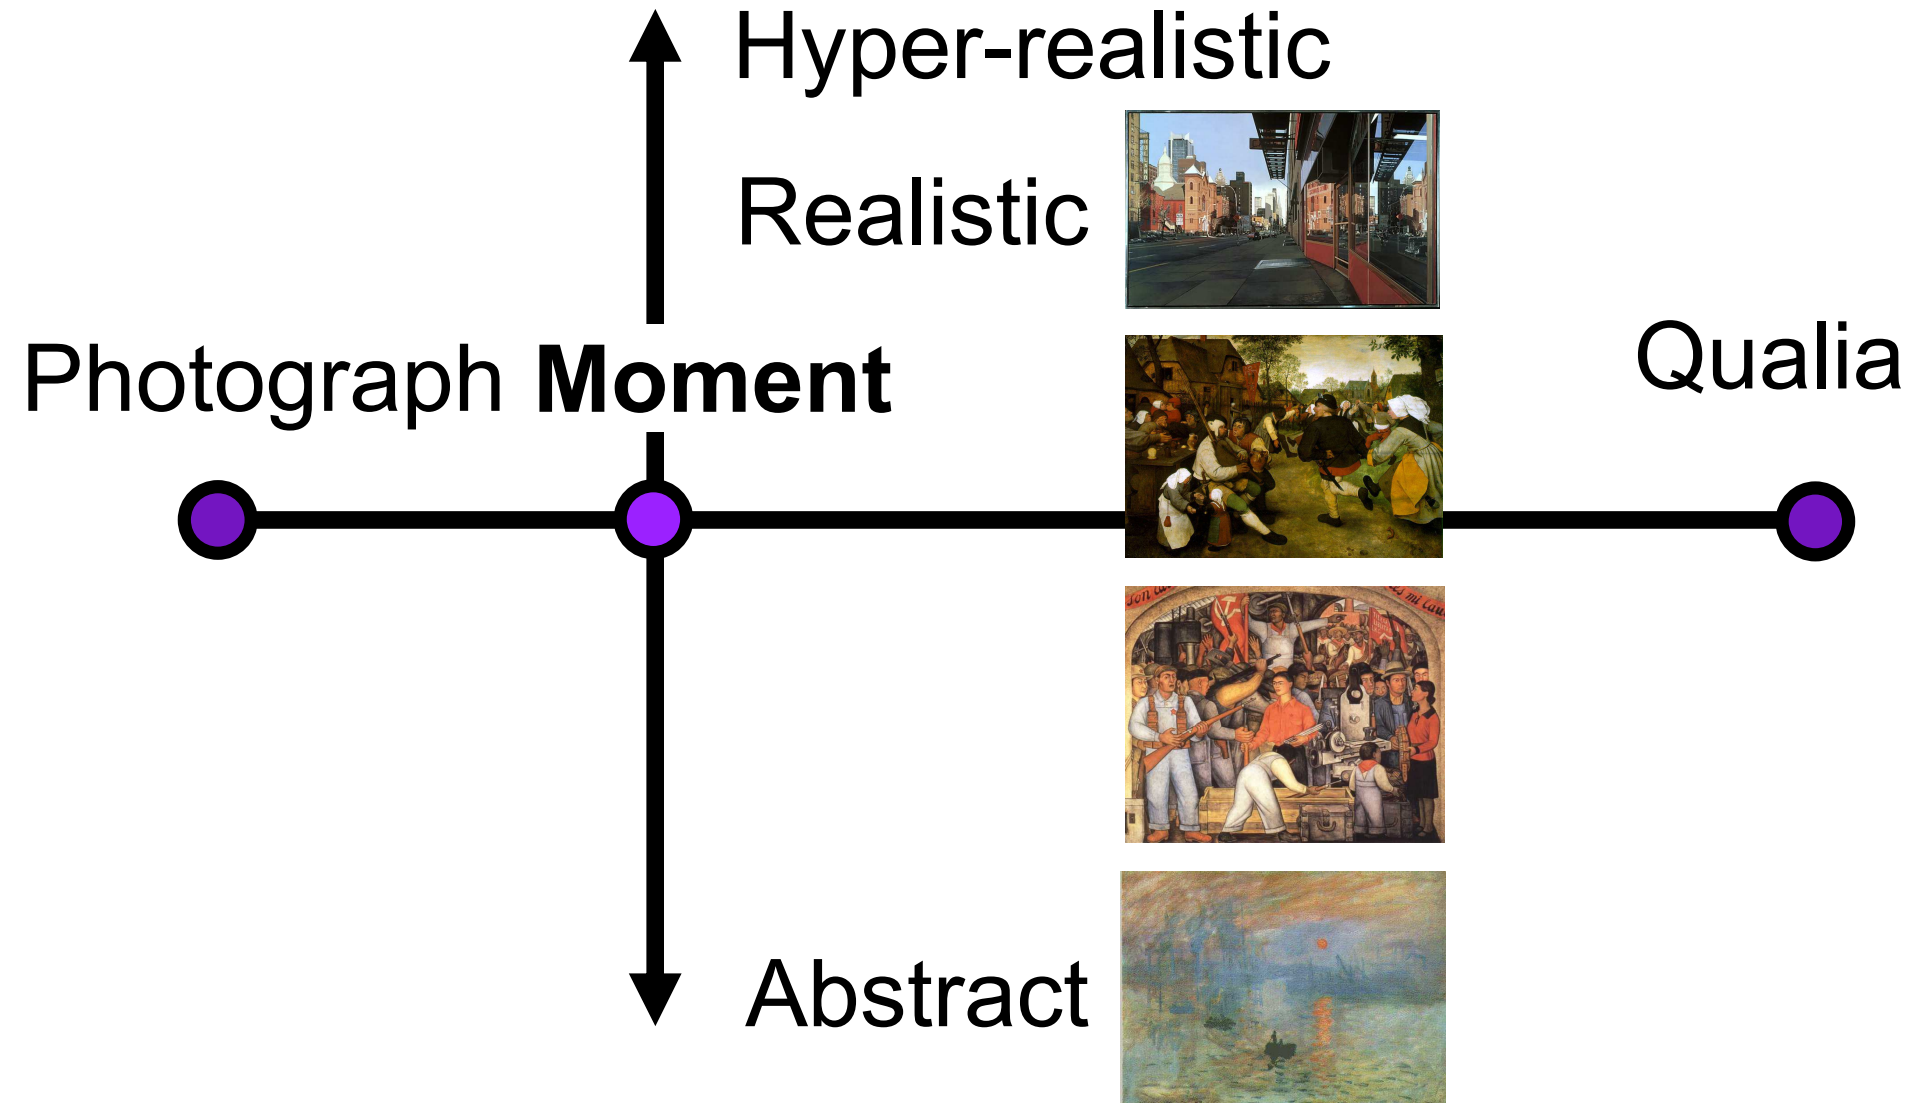 Hyper-realistic
Realistic
Photograph Moment
Qualia
Abstract